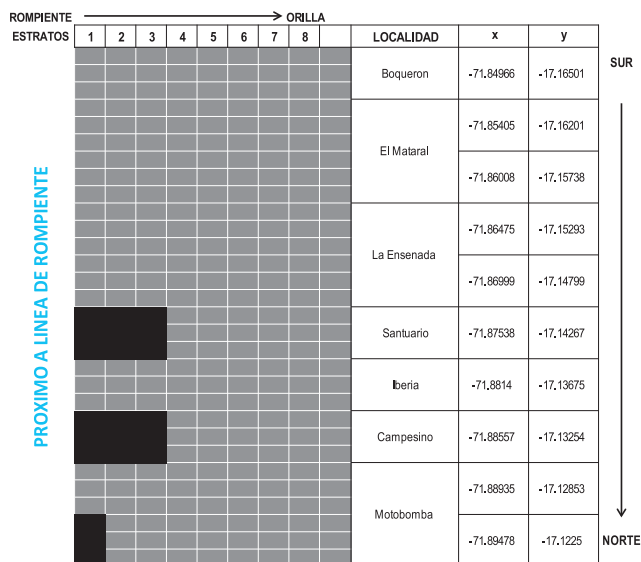 ROMPIENTE ORILLA
ESTRATOS 1 2 3 4 5 6 7 8 LOCALIDAD x y
SUR
Boqueron -71.84966 -17.16501
El Mataral -71.85405 -17.16201
-71.86008 -17.15738
La Ensenada -71.86475 -17.15293
-71.86999 -17.14799
Santuario -71.87538 -17.14267
Iberia -71.8814 -17.13675
Campesino -71.88557 -17.13254
Motobomba -71.88935 -17.12853
-71.89478 -17.1225
NORTE
PROXIMO A LINEA DE ROMPIENTE